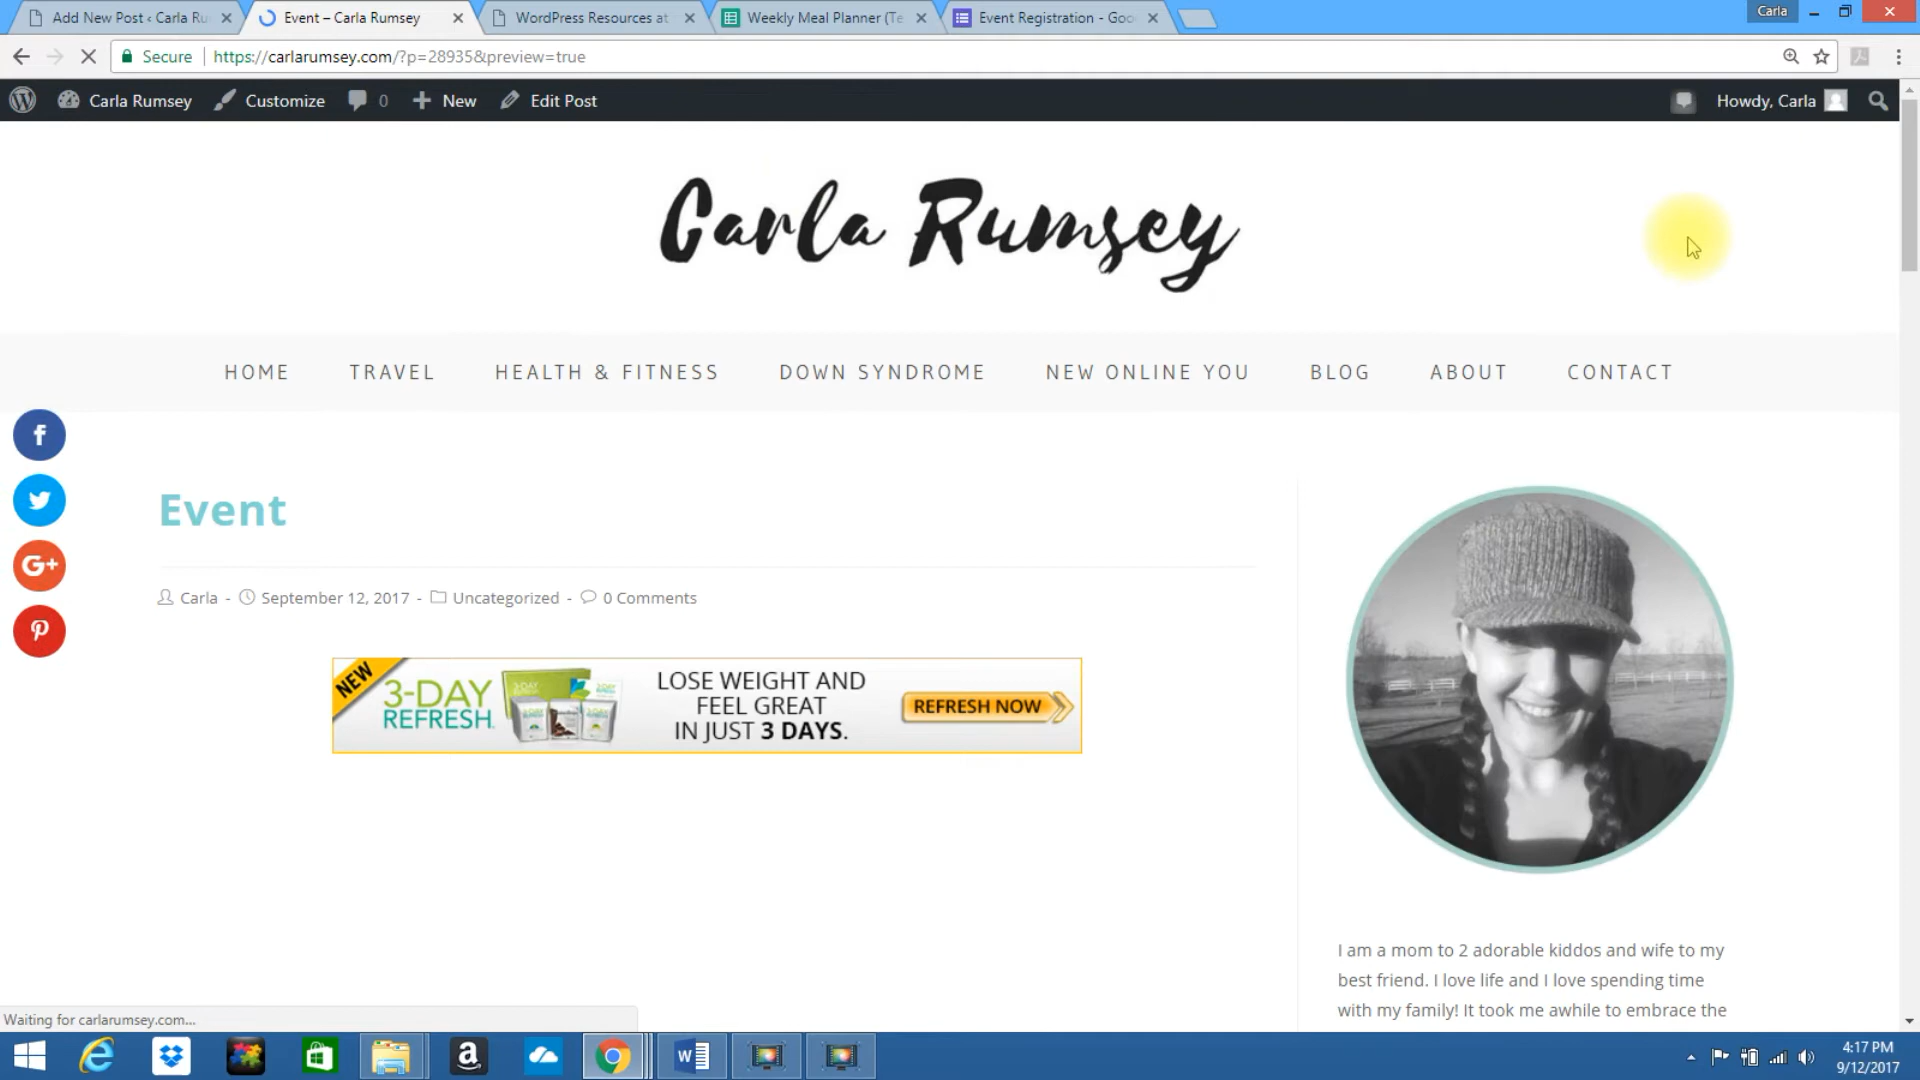 Add New Post ‹ Carla Ru
Event – Carla Rumsey
WordPress Resources at
Weekly Meal Planner (Te
Event Registration - Goo
Carla
Secure
https://carlarumsey.com/?p=28935&preview=true
Carla Rumsey
Customize
0
New
Edit Post
Howdy, Carla
Carla Rumsey
HOME
TRAVEL
HEALTH & FITNESS
DOWN SYNDROME
NEW ONLINE YOU
BLOG
ABOUT
CONTACT
Event
Carla - September 12, 2017 - Uncategorized - 0 Comments
NEW
3-DAY
REFRESH.
LOSE WEIGHT AND
FEEL GREAT
IN JUST 3 DAYS.
REFRESH NOW
I am a mom to 2 adorable kiddos and wife to my
best friend. I love life and I love spending time
with my family! It took me awhile to embrace the
Waiting for carlarumsey.com...
4:17 PM
9/12/2017